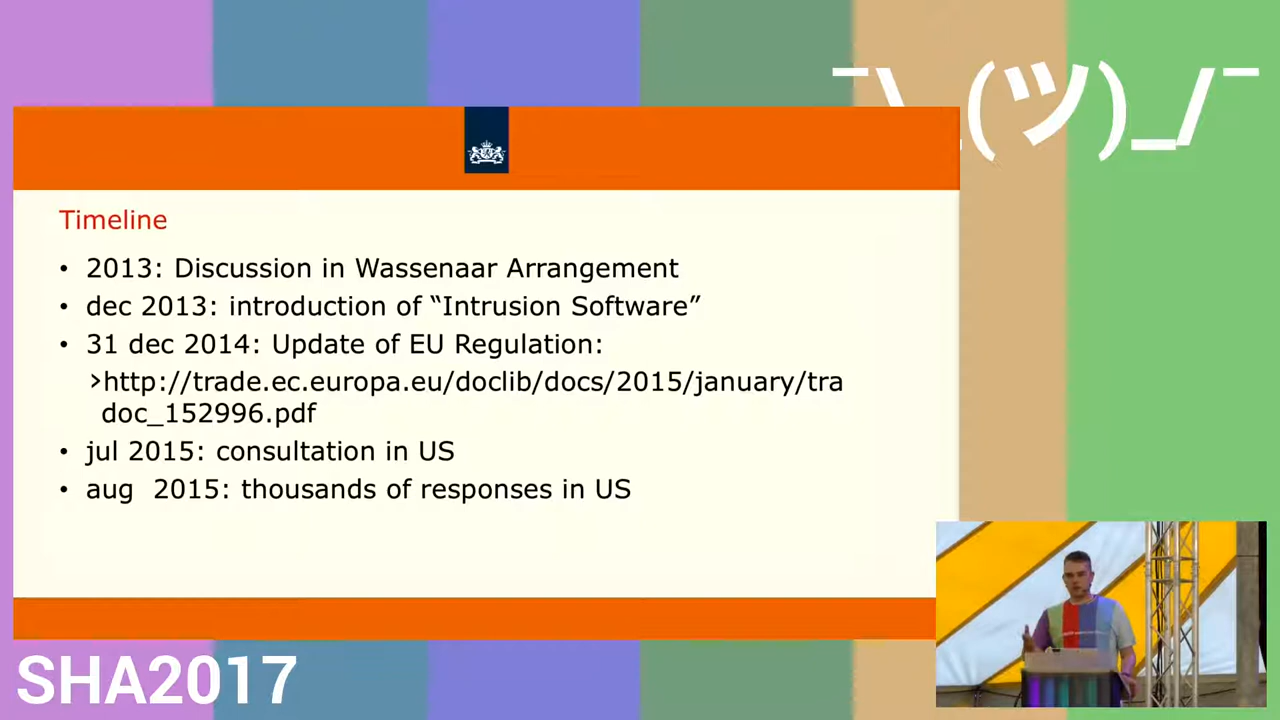 ¯\_(ツ)_/¯
Timeline
• 2013: Discussion in Wassenaar Arrangement
• dec 2013: introduction of “Intrusion Software”
• 31 dec 2014: Update of EU Regulation:
›http://trade.ec.europa.eu/doclib/docs/2015/january/tra
doc_152996.pdf
• jul 2015: consultation in US
• aug  2015: thousands of responses in US
SHA2017